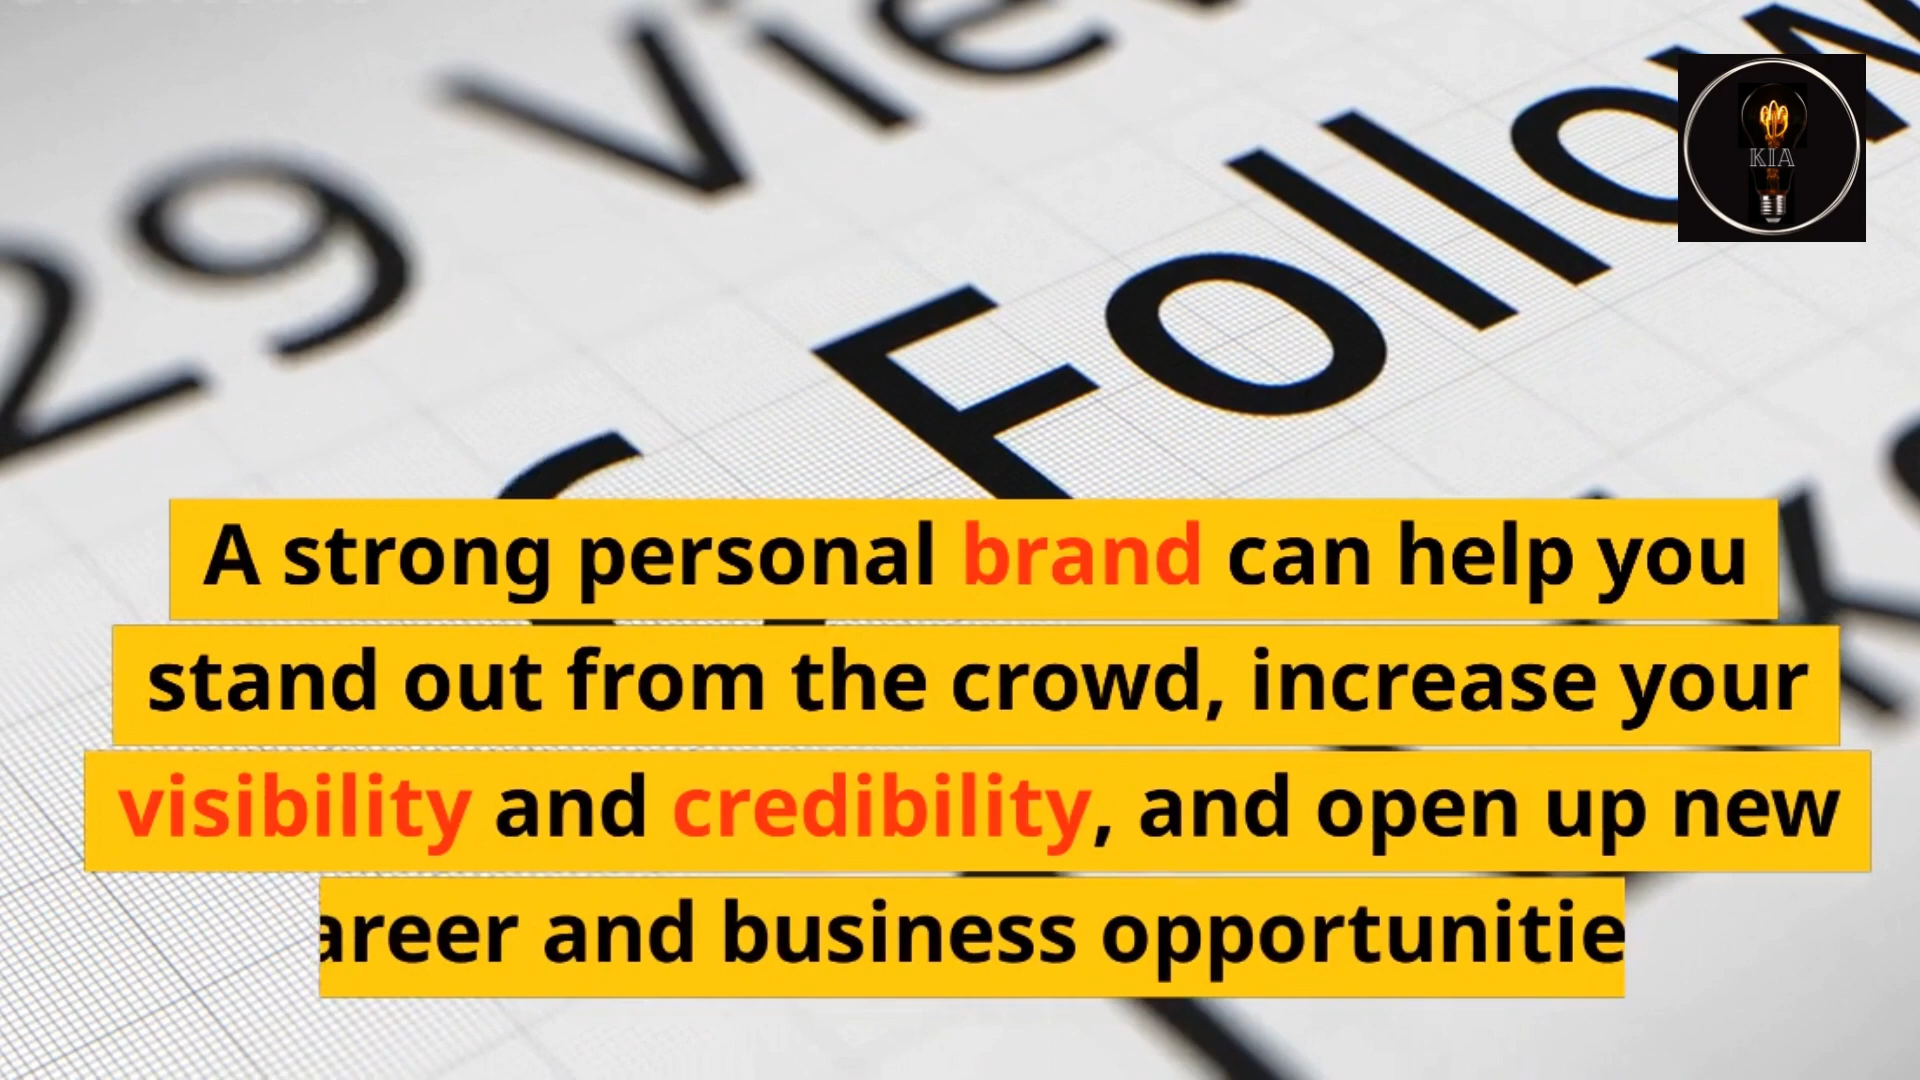 29 View
Follow
KIA
A strong personal brand can help you
stand out from the crowd, increase your
visibility and credibility, and open up new
areer and business opportunitie